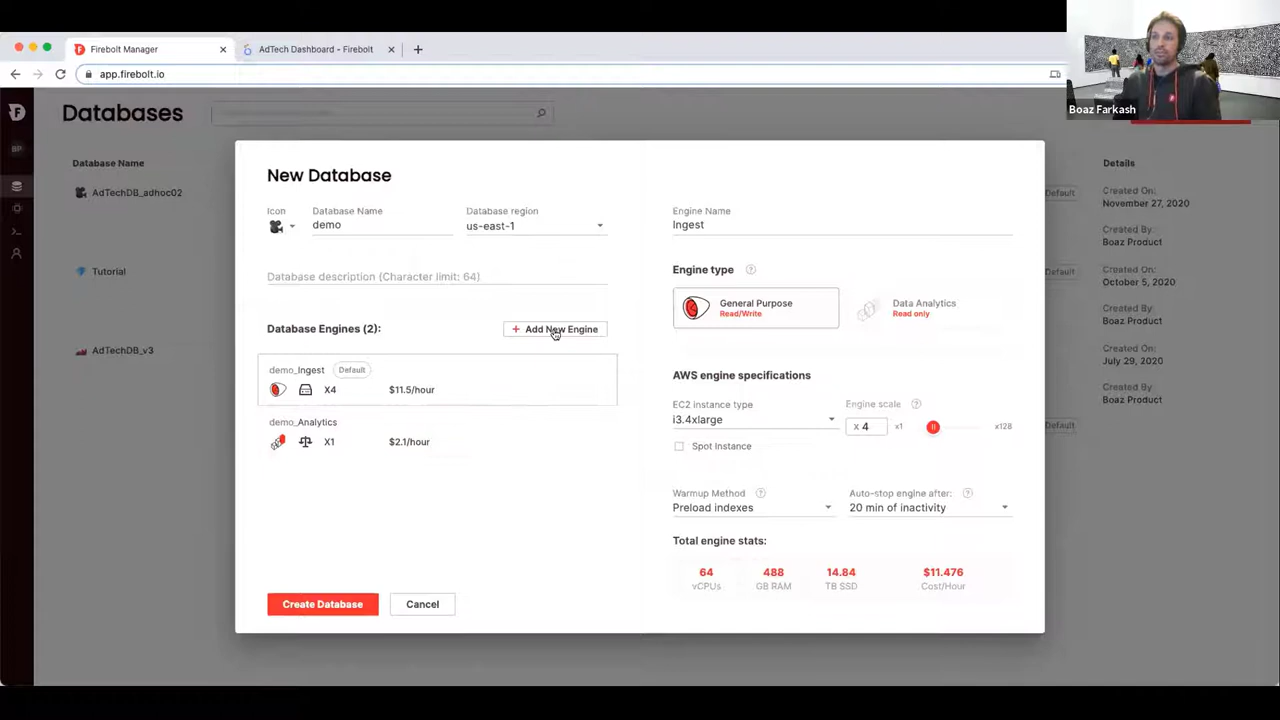 Firebolt Manager
AdTech Dashboard - Firebolt
app.firebolt.io
Boaz Farkash
Databases
BP
Database Name
AdTechDB_adhoc02
Tutorial
AdTechDB_v3
New Database
Icon
Database Name
demo
Database region
us-east-1
Database description (Character limit: 64)
Database Engines (2):
+ Add New Engine
demo_Ingest
Default
X4
$11.5/hour
demo_Analytics
X1
$2.1/hour
Create Database
Cancel
Engine Name
Ingest
Engine type
General Purpose
Read/Write
Data Analytics
Read only
AWS engine specifications
EC2 instance type
i3.4xlarge
Engine scale
x 4
x1
x128
Spot Instance
Warmup Method
Preload indexes
Auto-stop engine after:
20 min of inactivity
Total engine stats:
64
vCPUs
488
GB RAM
14.84
TB SSD
$11.476
Cost/Hour
Details
Default
Created On:
November 27, 2020
Created By:
Boaz Product
Default
Created On:
October 5, 2020
Created By:
Boaz Product
Created On:
July 29, 2020
Created By:
Default
Boaz Product